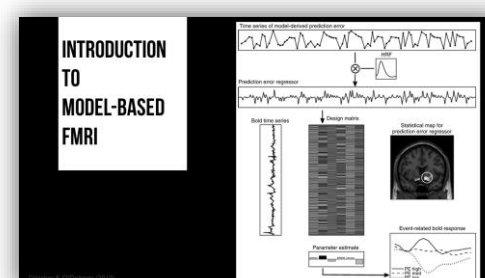 INTRODUCTION
TO
MODEL-BASED
FMRI
Time series of model-derived prediction error
HRF
Prediction error regressor
Bold time series
Design matrix
Statistical map for
prediction error regressor
Parameter estimate
Event-related bold response